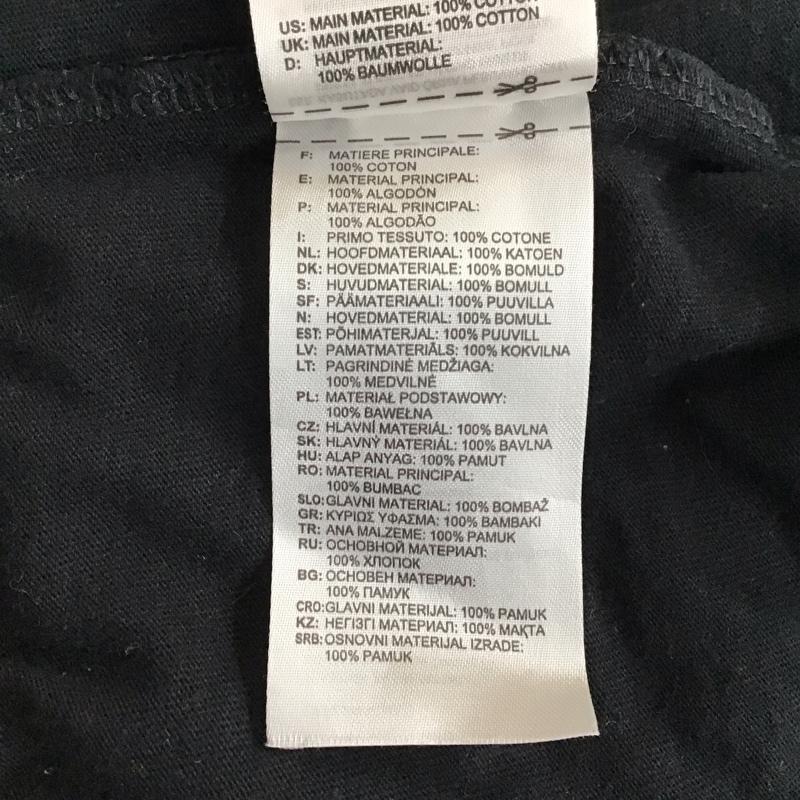 US: MAIN MATERIAL: 100% COTTON
UK: MAIN MATERIAL: 100% COTTON
D: HAUPTMATERIAL:
100% BAUMWOLLE
F: MATIERE PRINCIPALE:
100% COTON
E: MATERIAL PRINCIPAL:
100% ALGODÓN
P: MATERIAL PRINCIPAL:
100% ALGODÃO
I: PRIMO TESSUTO: 100% COTONE
NL: HOOFDMATERIAAL: 100% KATOEN
DK: HOVEDMATERIALE: 100% BOMULD
S: HUVUDMATERIAL: 100% BOMULL
SF: PÄÄMATERIAALI: 100% PUUVILLA
N: HOVEDMATERIAL: 100% BOMULL
EST: PÕHIMATERJAL: 100% PUUVILL
LV: PAMATMATERIĀLS: 100% KOKVILNA
LT: PAGRINDINĖ MEDŽIAGA:
100% MEDVILNĖ
PL: MATERIAŁ PODSTAWOWY:
100% BAWEŁNA
CZ: HLAVNÍ MATERIÁL: 100% BAVLNA
SK: HLAVNÝ MATERIÁL: 100% BAVLNA
HU: ALAP ANYAG: 100% PAMUT
RO: MATERIAL PRINCIPAL:
100% BUMBAC
SLO: GLAVNI MATERIAL: 100% BOMBAŽ
GR: ΚΥΡΙΩΣ ΥΦΑΣΜΑ: 100% ΒΑΜΒΑΚΙ
TR: ANA MALZEME: 100% PAMUK
RU: ОСНОВНОЙ МАТЕРИАЛ:
100% ХЛОПОК
BG: ОСНОВЕН МАТЕРИАЛ:
100% ПАМУК
CRO: GLAVNI MATERIJAL: 100% PAMUK
KZ: НЕГІЗГІ МАТЕРИАЛ: 100% МАҚТА
SRB: OSNOVNI MATERIJAL IZRADE:
100% PAMUK